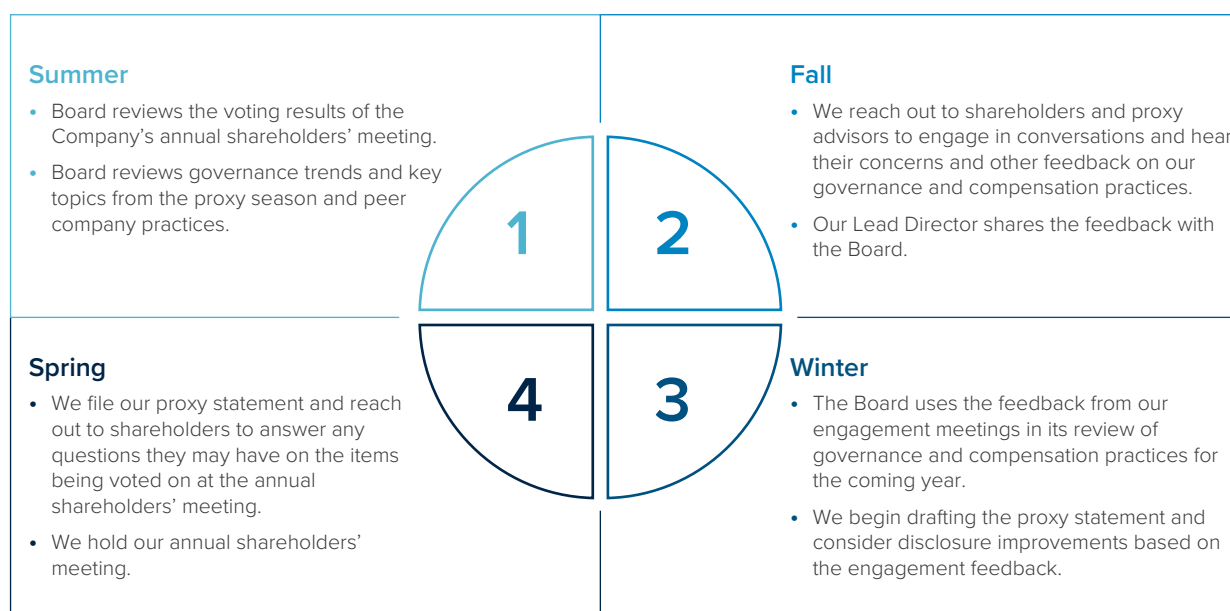 Summer
• Board reviews the voting results of the
Company’s annual shareholders’ meeting.
• Board reviews governance trends and key
topics from the proxy season and peer
company practices.
1
Fall
• We reach out to shareholders and proxy
advisors to engage in conversations and hear
their concerns and other feedback on our
governance and compensation practices.
• Our Lead Director shares the feedback with
the Board.
2
Winter
• The Board uses the feedback from our
engagement meetings in its review of
governance and compensation practices for
the coming year.
• We begin drafting the proxy statement and
consider disclosure improvements based on
the engagement feedback.
3
Spring
• We file our proxy statement and reach
out to shareholders to answer any
questions they may have on the items
being voted on at the annual
shareholders’ meeting.
• We hold our annual shareholders’
meeting.
4